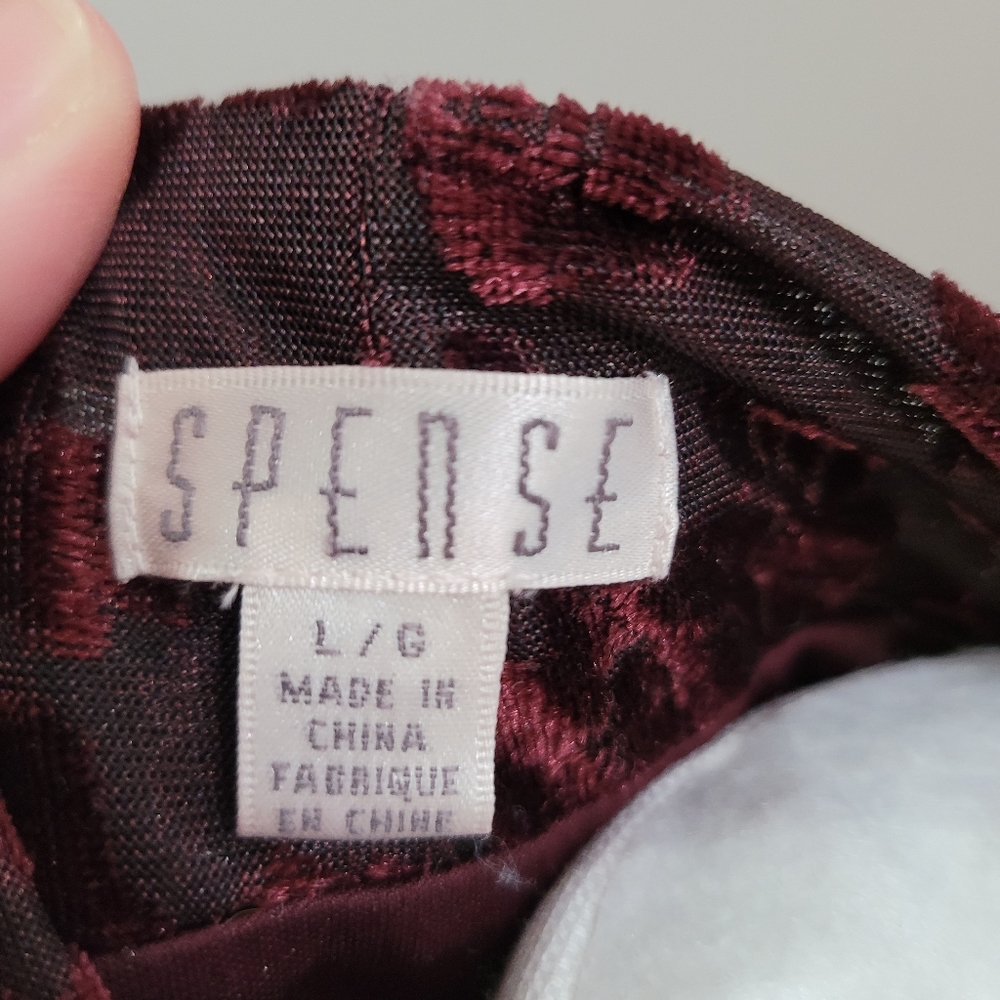 SPENSE
L/G
MADE IN
CHINA
FABRIQUE
EN CHINE